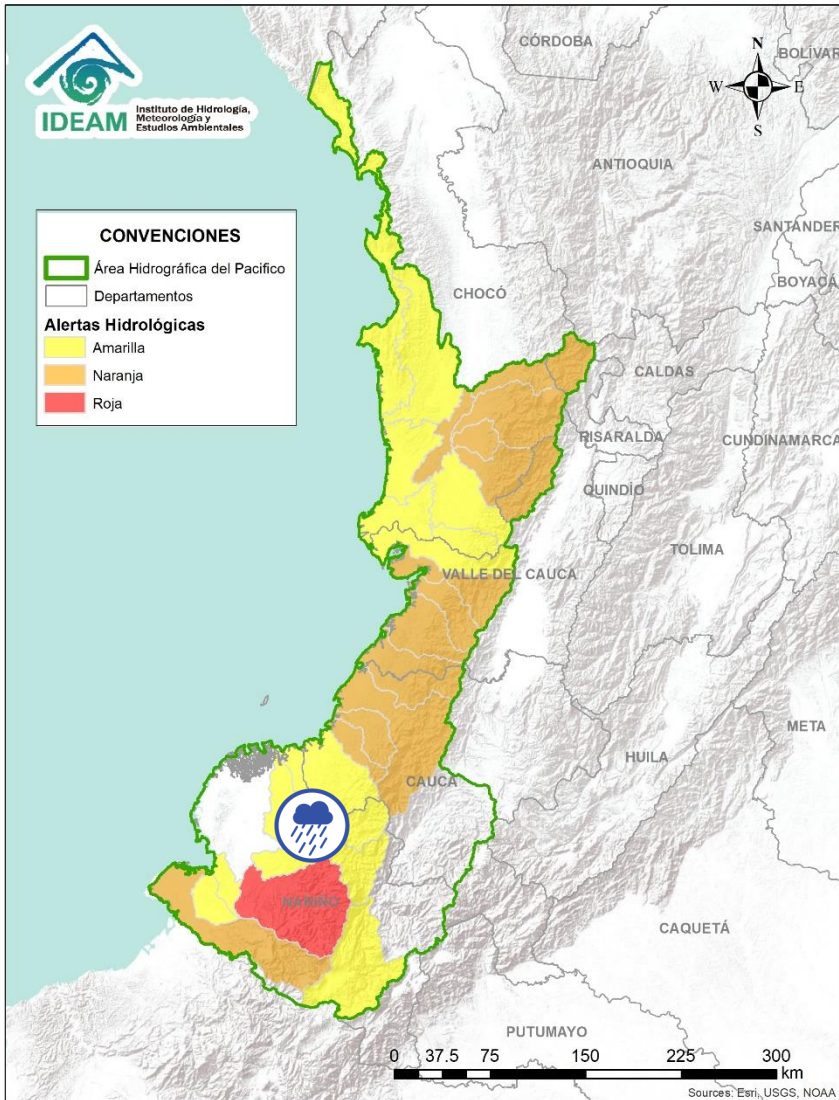 IDEAM
Instituto de Hidrología,
Meteorología y
Estudios Ambientales
CÓRDOBA
BOLÍVAR
N
W
E
S
ANTIOQUIA
SANTANDER
BOYACÁ
CONVENCIONES
Área Hidrográfica del Pacifico
Departamentos
Alertas Hidrológicas
Amarilla
Naranja
Roja
CHOCÓ
CALDAS
RISARALDA
CUNDINAMARCA
QUINDÍO
TOLIMA
VALLE DEL CAUCA
META
HUILA
CAUCA
NARIÑO
CAQUETÁ
PUTUMAYO
0 37.5 75 150 225 300
km
Sources: Esri, USGS, NOAA